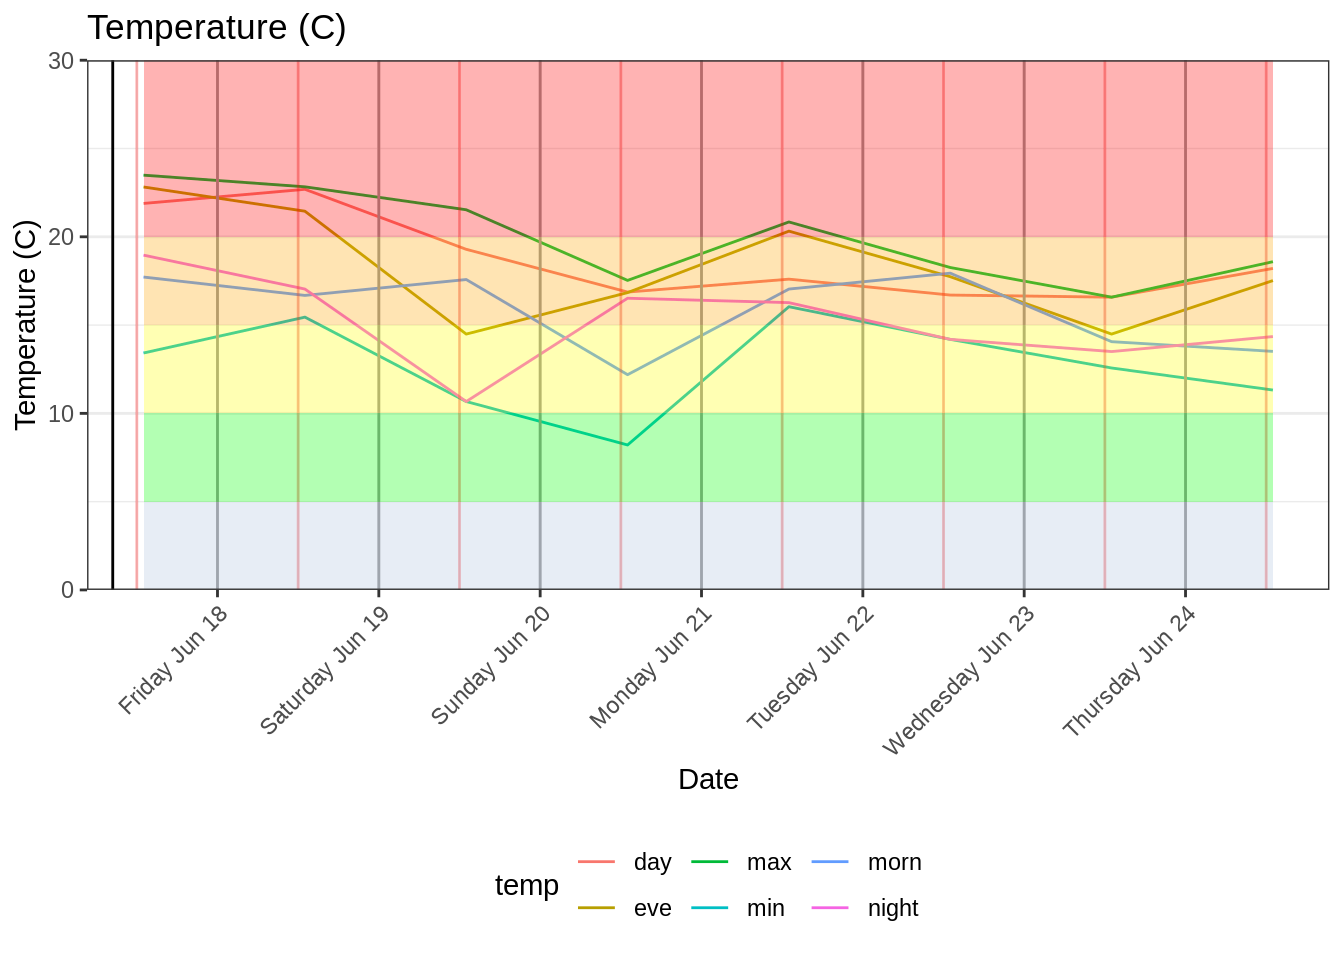 Temperature (C)
Temperature (C)
30
20
10
0
Friday Jun 18
Saturday Jun 19
Sunday Jun 20
Monday Jun 21
Tuesday Jun 22
Wednesday Jun 23
Thursday Jun 24
Date
temp
day
max
morn
eve
min
night